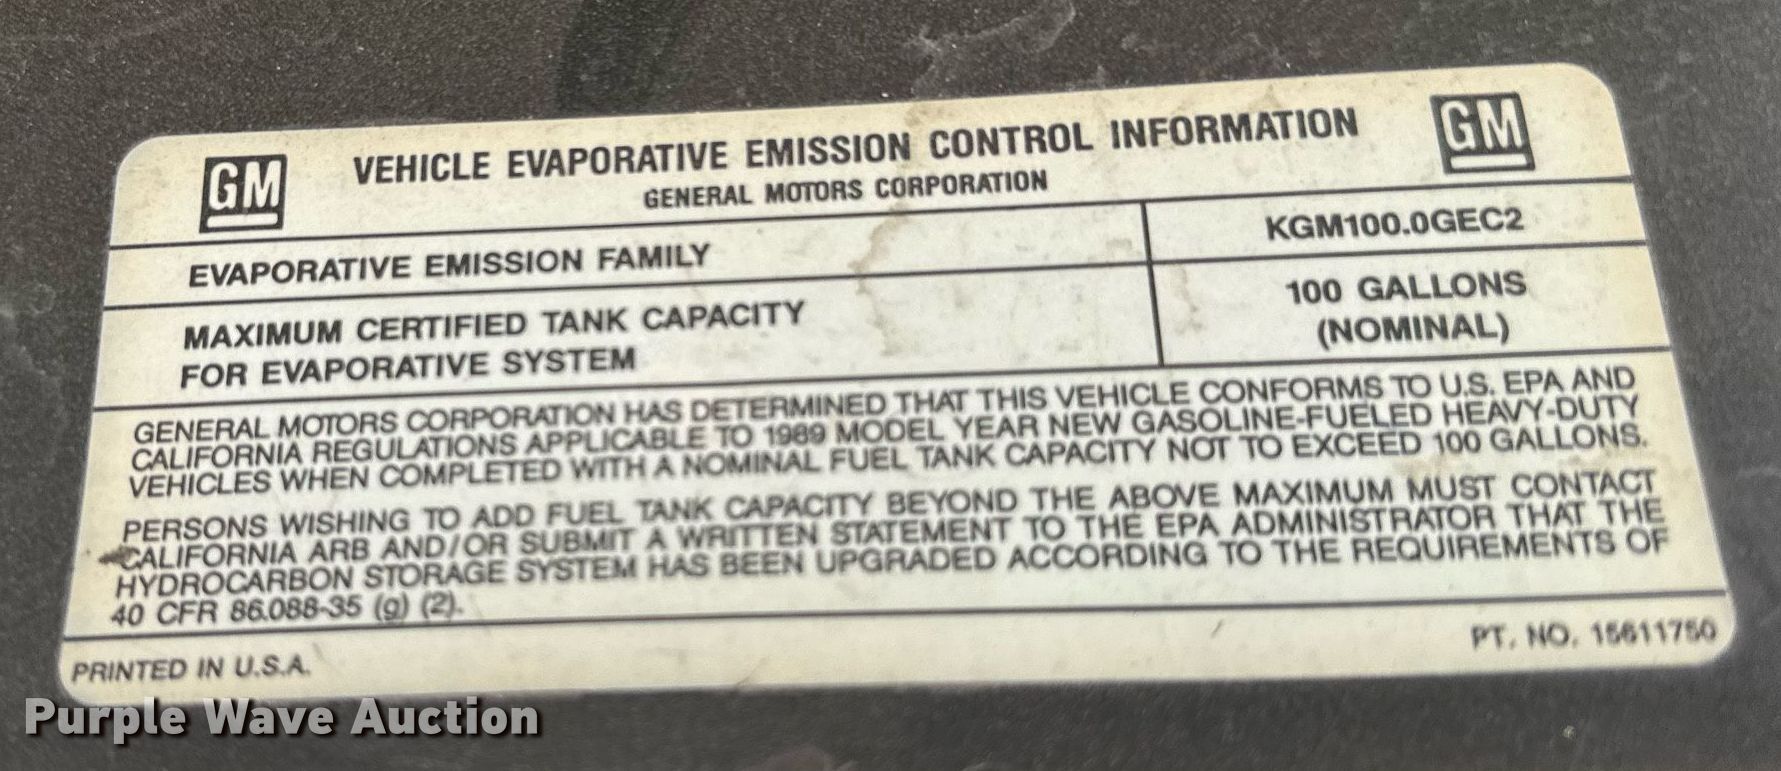 GM VEHICLE EVAPORATIVE EMISSION CONTROL INFORMATION GM
GENERAL MOTORS CORPORATION
EVAPORATIVE EMISSION FAMILY KGM100.0GEC2
MAXIMUM CERTIFIED TANK CAPACITY
FOR EVAPORATIVE SYSTEM
100 GALLONS
(NOMINAL)
GENERAL MOTORS CORPORATION HAS DETERMINED THAT THIS VEHICLE CONFORMS TO U.S. EPA AND
CALIFORNIA REGULATIONS APPLICABLE TO 1989 MODEL YEAR NEW GASOLINE-FUELED HEAVY-DUTY
VEHICLES WHEN COMPLETED WITH A NOMINAL FUEL TANK CAPACITY NOT TO EXCEED 100 GALLONS.
PERSONS WISHING TO ADD FUEL TANK CAPACITY BEYOND THE ABOVE MAXIMUM MUST CONTACT
CALIFORNIA ARB AND/OR SUBMIT A WRITTEN STATEMENT TO THE EPA ADMINISTRATOR THAT THE
HYDROCARBON STORAGE SYSTEM HAS BEEN UPGRADED ACCORDING TO THE REQUIREMENTS OF
40 CFR 86.088-35 (g) (2).
PRINTED IN U.S.A. PT. NO. 15611750
Purple Wave Auction